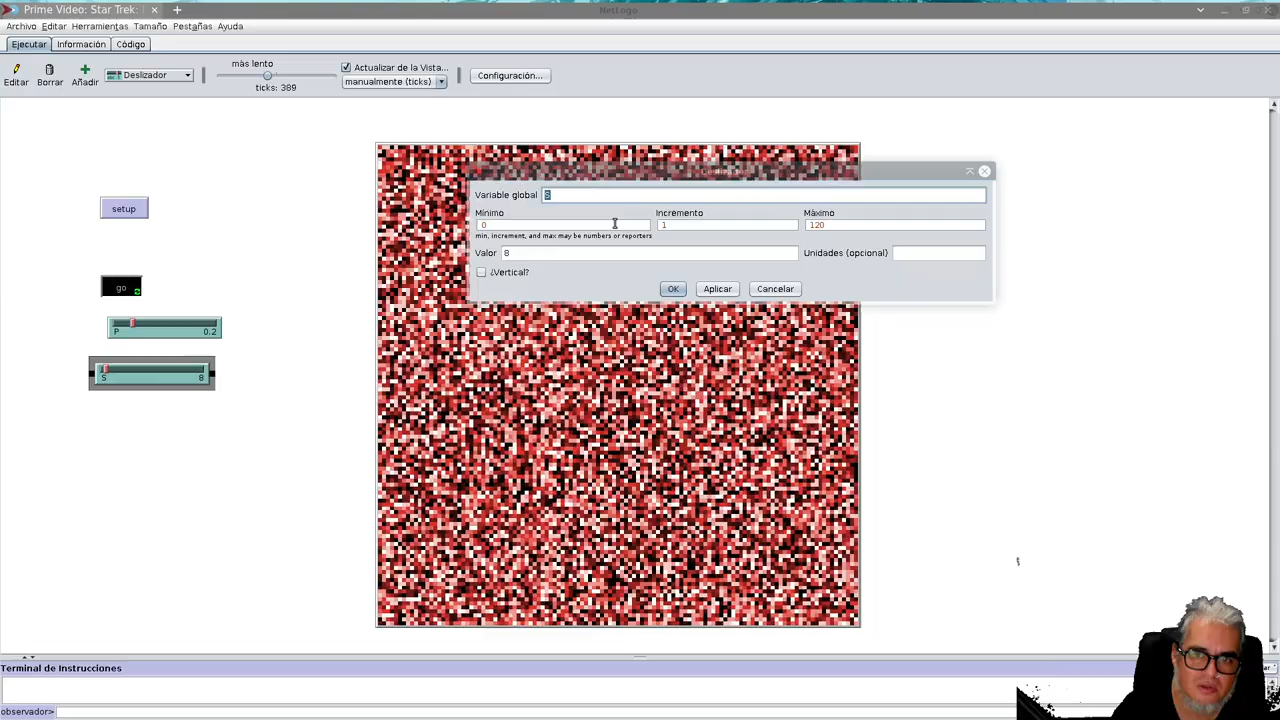 Prime Video: Star Trek: |
NetLogo
Archivo Editar Herramientas Tamaño Pestañas Ayuda
Ejecutar Información Código
Editar Borrar Añadir Deslizador
más lento
ticks: 389
Actualizar de la Vista...
manualmente (ticks)
Configuración...
setup
go
P 0.2
S 8
Variable global S
Mínimo Incremento Máximo
0 1 120
min, increment, and max may be numbers or reporters
Valor 8 Unidades (opcional)
¿Vertical?
OK Aplicar Cancelar
Terminal de Instrucciones
observador>